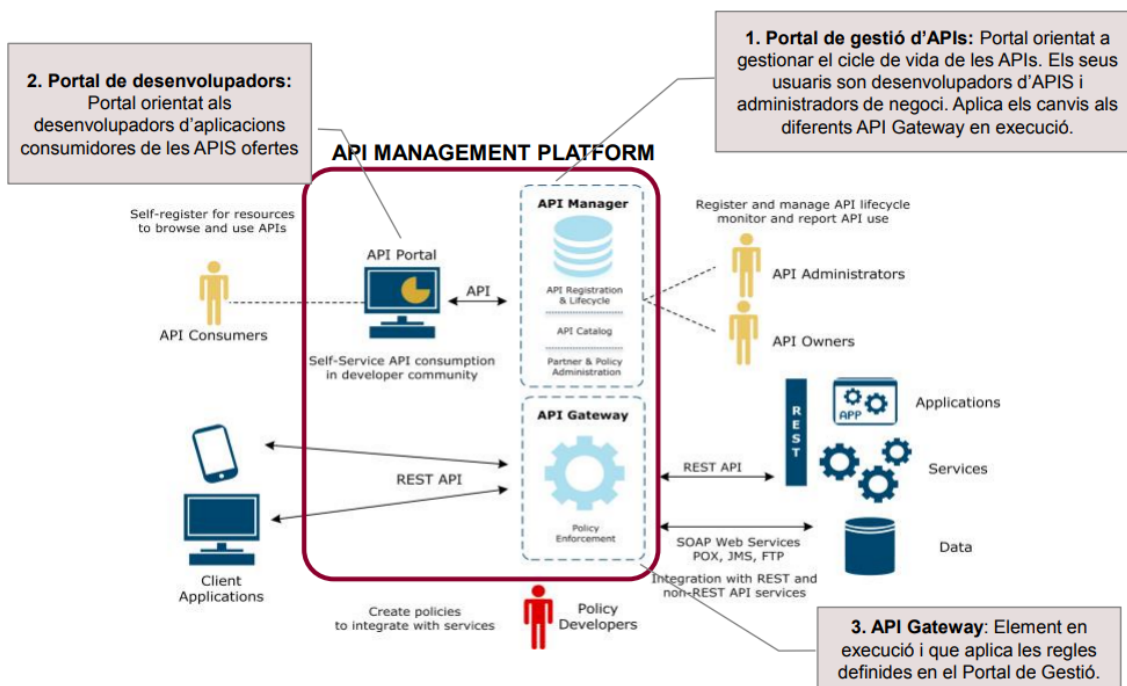 1. Portal de gestió d'APIs: Portal orientat a
gestionar el cicle de vida de les APIs. Els seus
usuaris son desenvolupadors d'APIS i
administradors de negoci. Aplica els canvis als
diferents API Gateway en execució.
2. Portal de desenvolupadors:
Portal orientat als
desenvolupadors d'aplicacions
consumidores de les APIS ofertes
API MANAGEMENT PLATFORM
Self-register for resources
to browse and use APIs
API Consumers
API Portal
API
Self-Service API consumption
in developer community
API Manager
API Registration
& Lifecycle
API Catalog
Partner & Policy
Administration
Register and manage API lifecycle
monitor and report API use
API Administrators
API Owners
Client
Applications
REST API
API Gateway
Policy
Enforcement
REST API
SOAP Web Services
POX, JMS, FTP
Integration with REST and
non-REST API services
REST
APP
Applications
Services
Data
Create policies
to integrate with services
Policy
Developers
3. API Gateway: Element en
execució i que aplica les regles
definides en el Portal de Gestió.